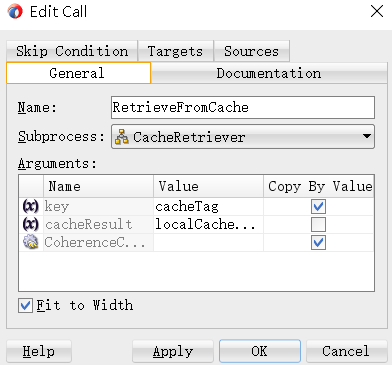 Edit Call
Skip Condition Targets Sources
General Documentation
Name: RetrieveFromCache
Subprocess: CacheRetriever
Arguments:
Name Value Copy By Value
(x) key cacheTag
(x) cacheResult localCache...
CoherenceC...
Fit to Width
Help Apply OK Cancel